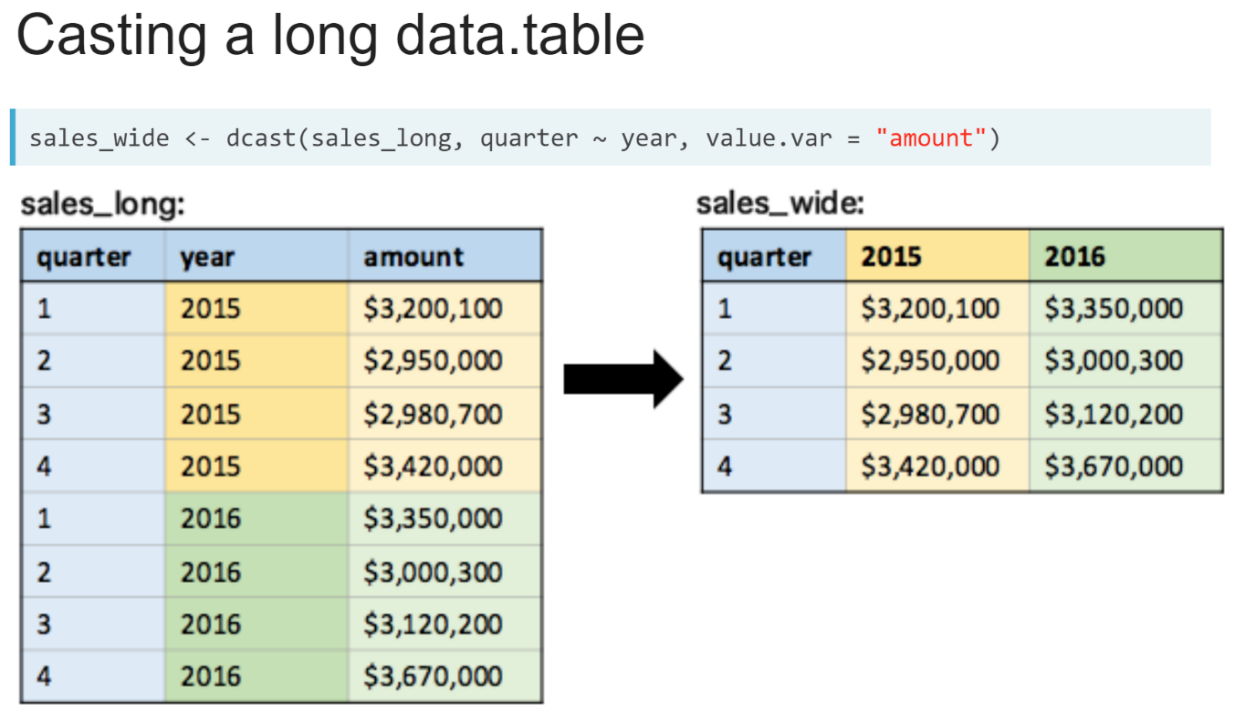 Casting a long data.table
sales_wide <- dcast(sales_long, quarter ~ year, value.var = "amount")
sales_long:
quarter year amount
1 2015 $3,200,100
2 2015 $2,950,000
3 2015 $2,980,700
4 2015 $3,420,000
1 2016 $3,350,000
2 2016 $3,000,300
3 2016 $3,120,200
4 2016 $3,670,000
sales_wide:
quarter 2015 2016
1 $3,200,100 $3,350,000
2 $2,950,000 $3,000,300
3 $2,980,700 $3,120,200
4 $3,420,000 $3,670,000